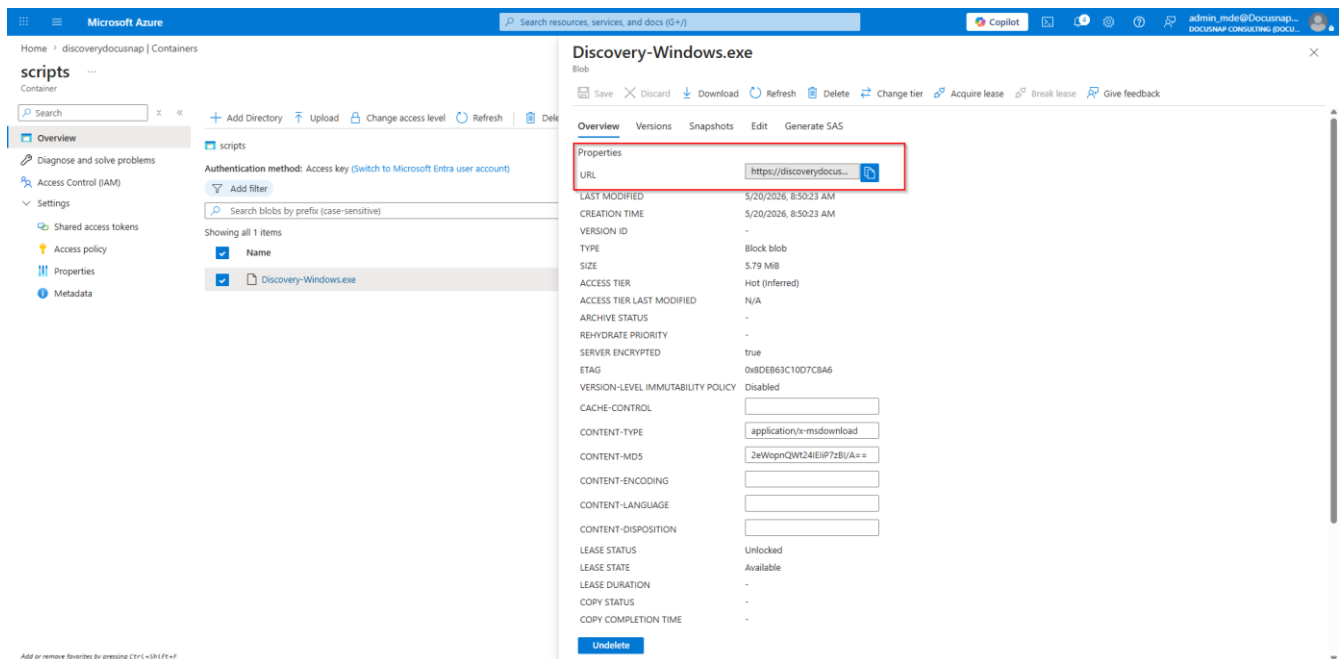 Microsoft Azure
Search resources, services, and docs (G+/)
Copilot
4
admin_mde@Docusnap...
DOCUSNAP CONSULTING (DOCU...
Home > discoverydocusnap | Containers
scripts ...
Container
Search
Overview
Diagnose and solve problems
Access Control (IAM)
Settings
Shared access tokens
Access policy
Properties
Metadata
Add or remove favorites by pressing Ctrl+Shift+F
Add Directory Upload Change access level Refresh Dele
scripts
Authentication method: Access key (Switch to Microsoft Entra user account)
Add filter
Search blobs by prefix (case-sensitive)
Showing all 1 items
Name
Discovery-Windows.exe
Discovery-Windows.exe
Blob
Save Discard Download Refresh Delete Change tier Acquire lease Break lease Give feedback
Overview Versions Snapshots Edit Generate SAS
Properties
URL https://discoverydocus...
LAST MODIFIED 5/20/2026, 8:50:23 AM
CREATION TIME 5/20/2026, 8:50:23 AM
VERSION ID -
TYPE Block blob
SIZE 5.79 MiB
ACCESS TIER Hot (Inferred)
ACCESS TIER LAST MODIFIED N/A
ARCHIVE STATUS -
REHYDRATE PRIORITY -
SERVER ENCRYPTED true
ETAG 0x8DEB63C10D7C8A6
VERSION-LEVEL IMMUTABILITY POLICY Disabled
CACHE-CONTROL
CONTENT-TYPE application/x-msdownload
CONTENT-MD5
CONTENT-ENCODING
CONTENT-LANGUAGE
CONTENT-DISPOSITION
LEASE STATUS Unlocked
LEASE STATE Available
LEASE DURATION -
COPY STATUS -
COPY COMPLETION TIME -
Undelete